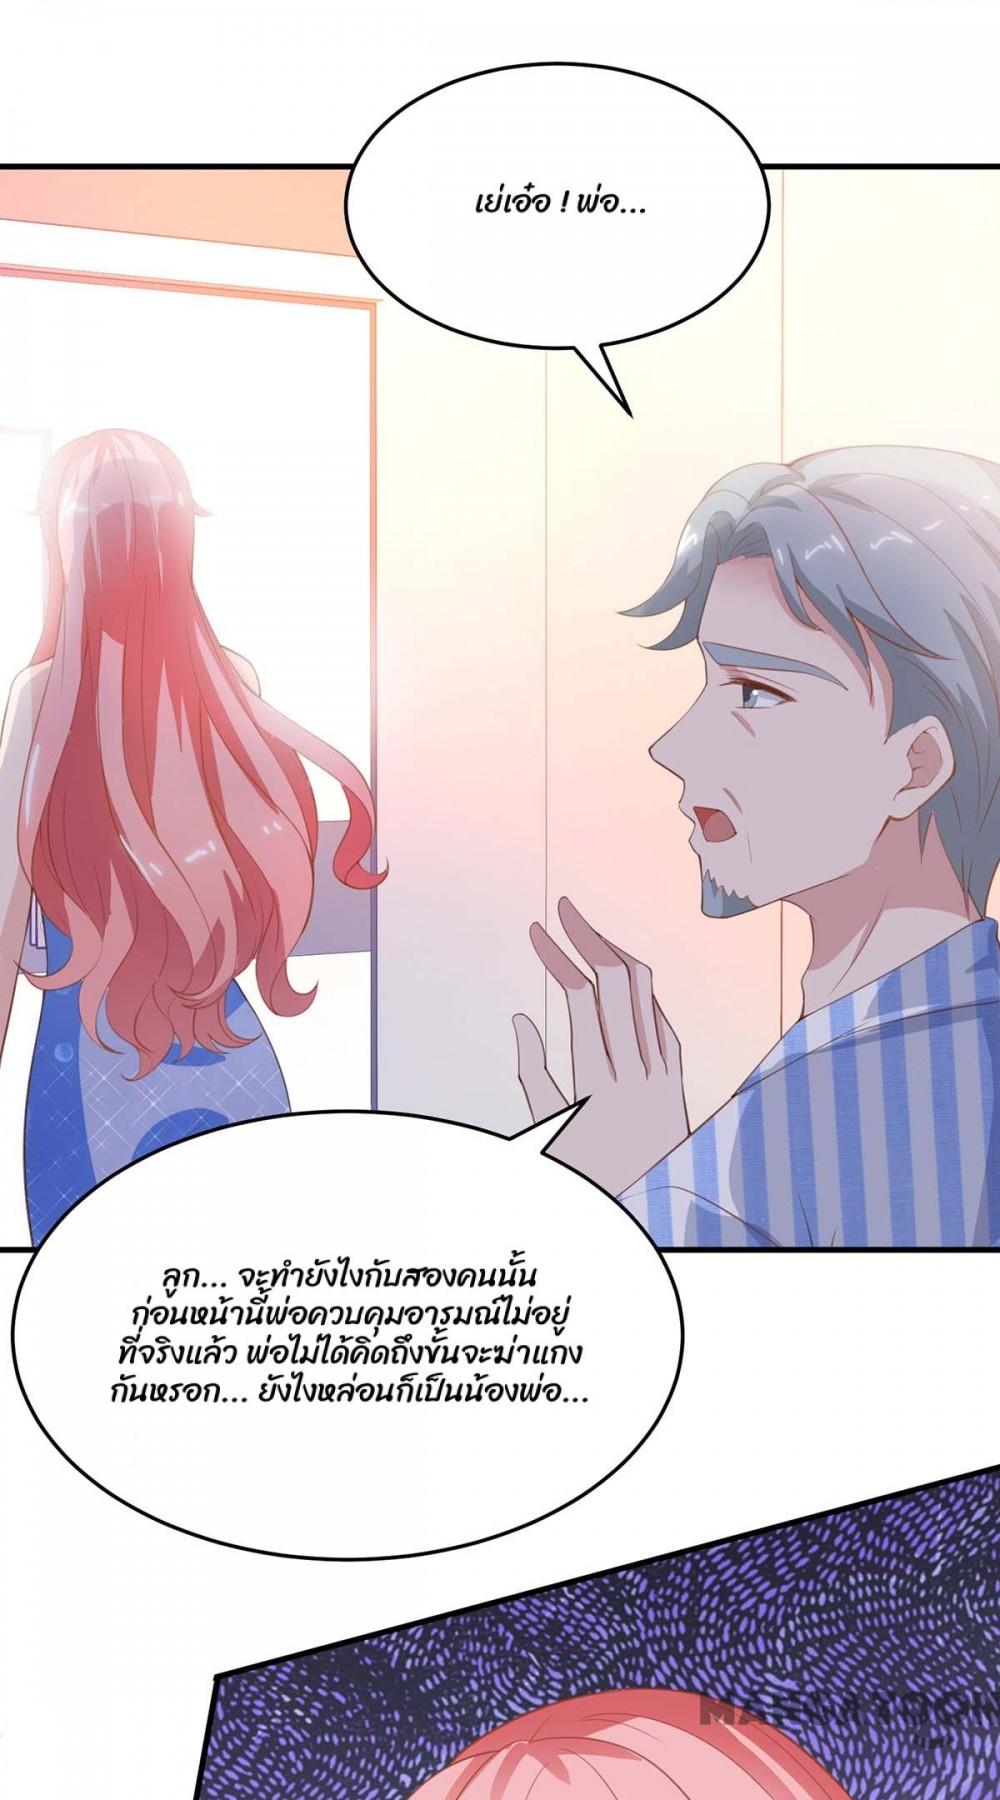 เย่เอ๋อ ! พ่อ...
ลูก... จะทำยังไงกับสองคนนั้น
ก่อนหน้านี้พ่อควบคุมอารมณ์ไม่อยู่
ที่จริงแล้ว พ่อไม่ได้คิดถึงขั้นจะฆ่าแกง
กันหรอก... ยังไงหล่อนก็เป็นน้องพ่อ...